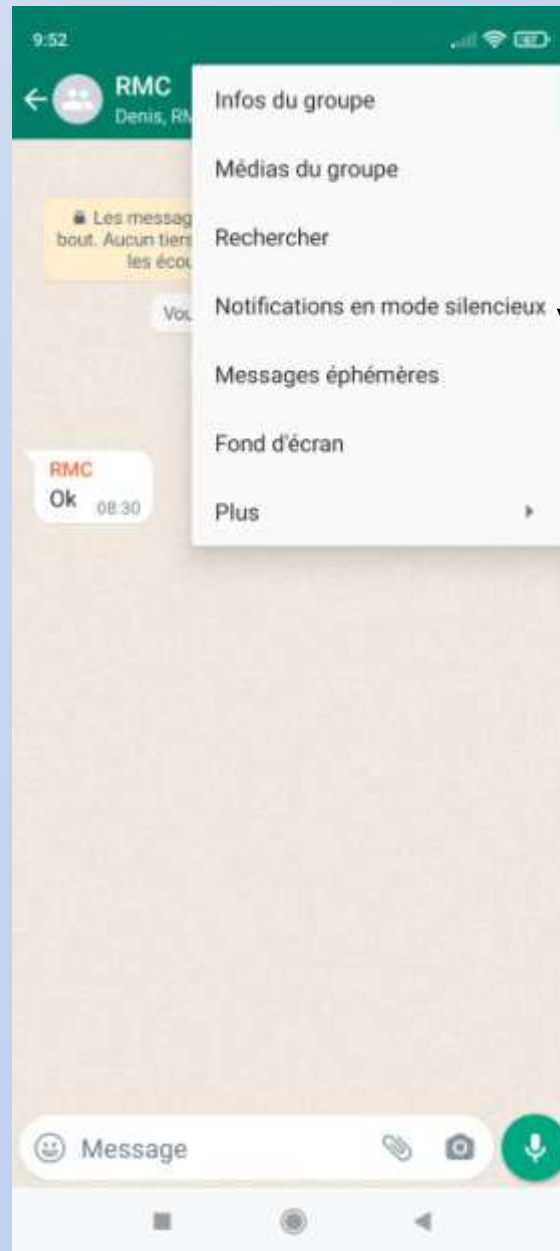 9:52
RMC
Denis, RM
Infos du groupe
Médias du groupe
Rechercher
Notifications en mode silencieux
Messages éphémères
Fond d'écran
Plus
Les messag
bout. Aucun tiers
les écou
Vou
RMC
Ok 08:30
Message